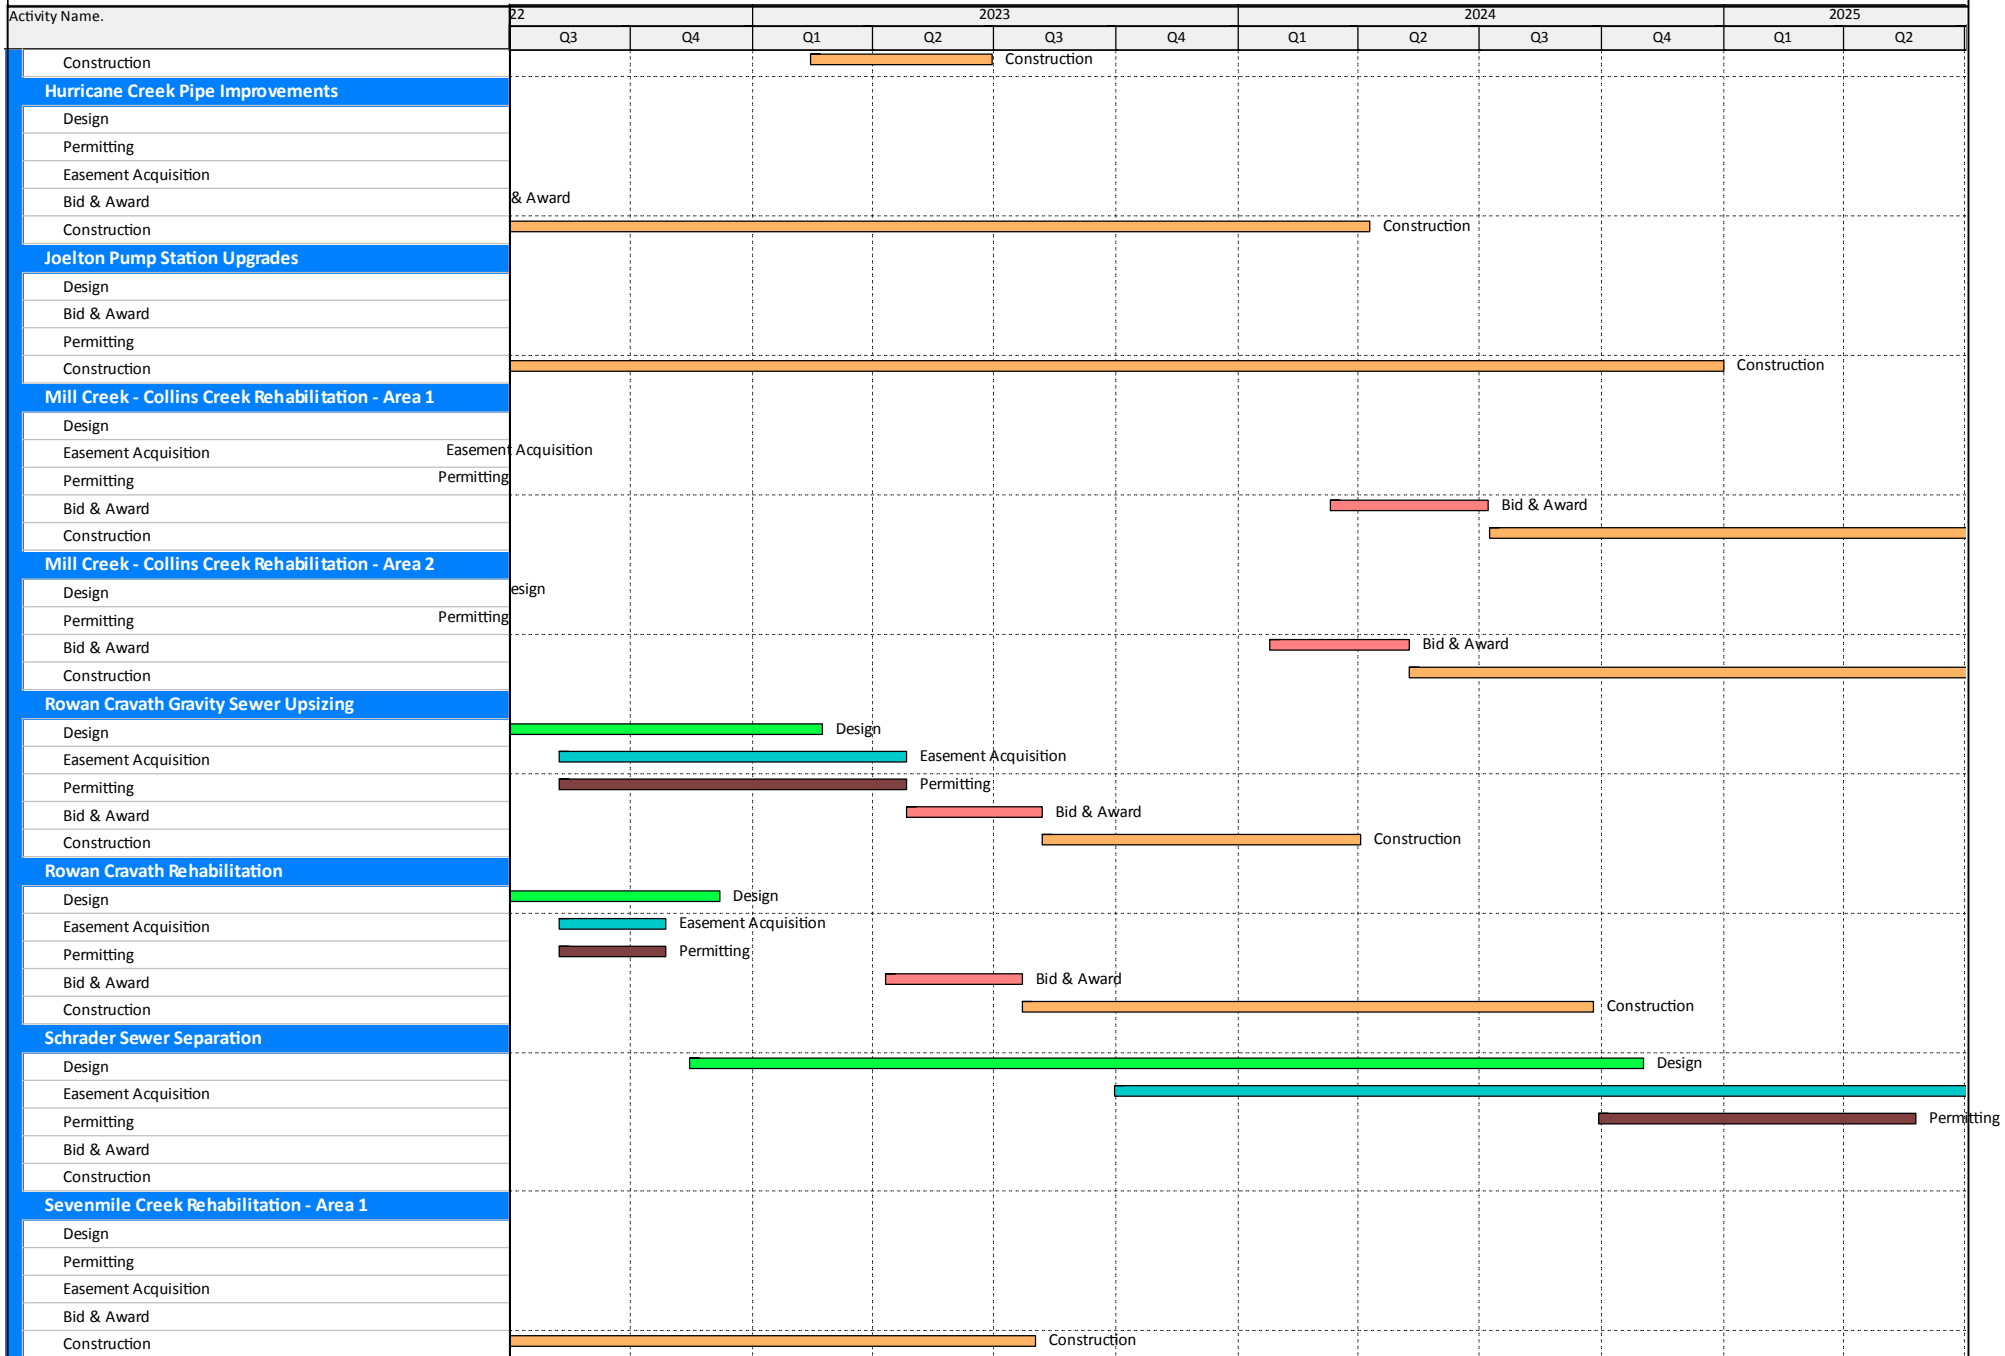 Activity Name. 22 2023 2024 2025
Q3 Q4 Q1 Q2 Q3 Q4 Q1 Q2 Q3 Q4 Q1 Q2
Construction Construction
Hurricane Creek Pipe Improvements
Design
Permitting
Easement Acquisition
Bid & Award & Award
Construction Construction
Joelton Pump Station Upgrades
Design
Bid & Award
Permitting
Construction Construction
Mill Creek - Collins Creek Rehabilitation - Area 1
Design
Easement Acquisition Easement Acquisition
Permitting Permitting
Bid & Award Bid & Award
Construction
Mill Creek - Collins Creek Rehabilitation - Area 2
Design esign
Permitting Permitting
Bid & Award Bid & Award
Construction
Rowan Cravath Gravity Sewer Upsizing
Design Design
Easement Acquisition Easement Acquisition
Permitting Permitting
Bid & Award Bid & Award
Construction Construction
Rowan Cravath Rehabilitation
Design Design
Easement Acquisition Easement Acquisition
Permitting Permitting
Bid & Award Bid & Award
Construction Construction
Schrader Sewer Separation
Design Design
Easement Acquisition
Permitting Permitting
Bid & Award
Construction
Sevenmile Creek Rehabilitation - Area 1
Design
Permitting
Easement Acquisition
Bid & Award
Construction Construction